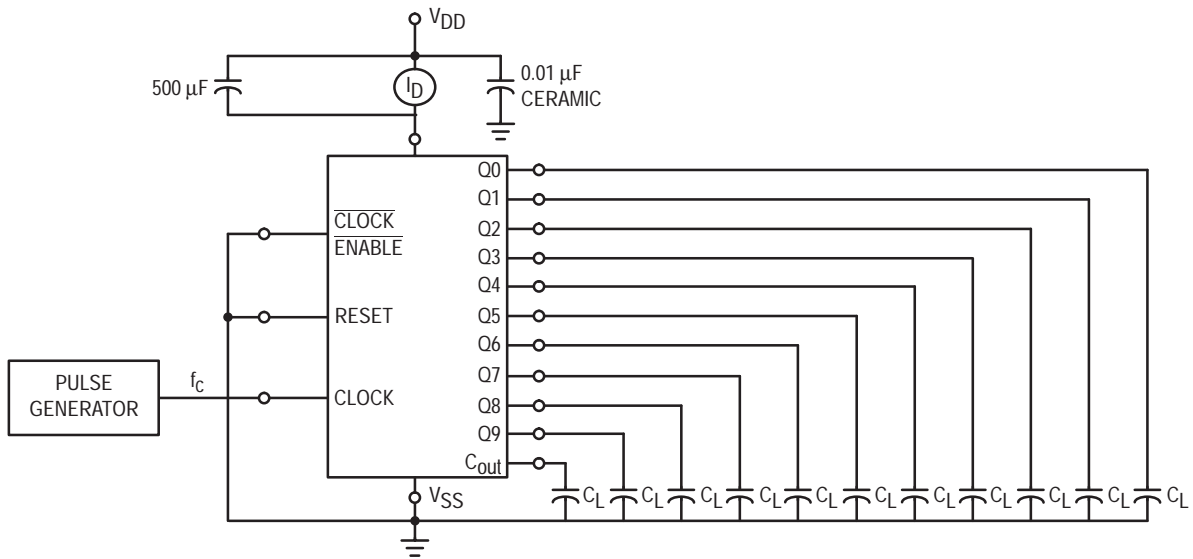 VDD
500 μF
ID
0.01 μF
CERAMIC
Q0
Q1
CLOCK
Q2
ENABLE
Q3
Q4
RESET
Q5
Q6
PULSE
GENERATOR
fc
Q7
CLOCK
Q8
Q9
Cout
VSS
CL CL CL CL CL CL CL CL CL CL CL